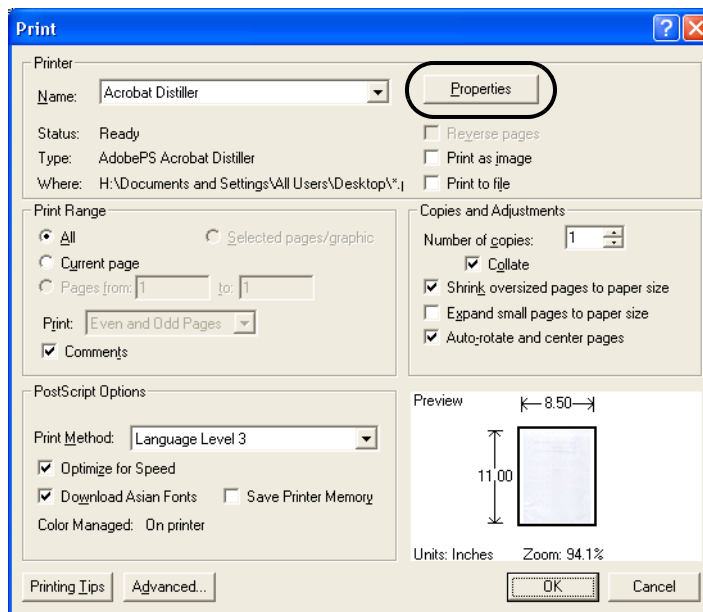 Print
Printer
Name: Acrobat Distiller
Properties
Status: Ready
Reverse pages
Type: AdobePS Acrobat Distiller
Print as image
Where: H:\Documents and Settings\All Users\Desktop\*.p
Print to file
Print Range
All
Selected pages/graphic
Current page
Pages from: 1 to: 1
Print: Even and Odd Pages
Comments
Copies and Adjustments
Number of copies: 1
Collate
Shrink oversized pages to paper size
Expand small pages to paper size
Auto-rotate and center pages
PostScript Options
Print Method: Language Level 3
Optimize for Speed
Download Asian Fonts
Save Printer Memory
Color Managed: On printer
Preview
8.50
11.00
Units: Inches Zoom: 94.1%
Printing Tips
Advanced...
OK
Cancel